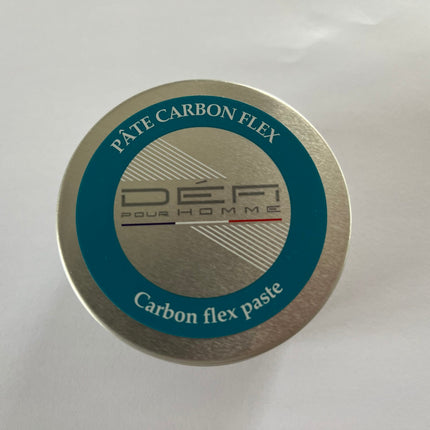 PÂTE CARBON FLEX
DÉFI
POUR HOMME
Carbon flex paste